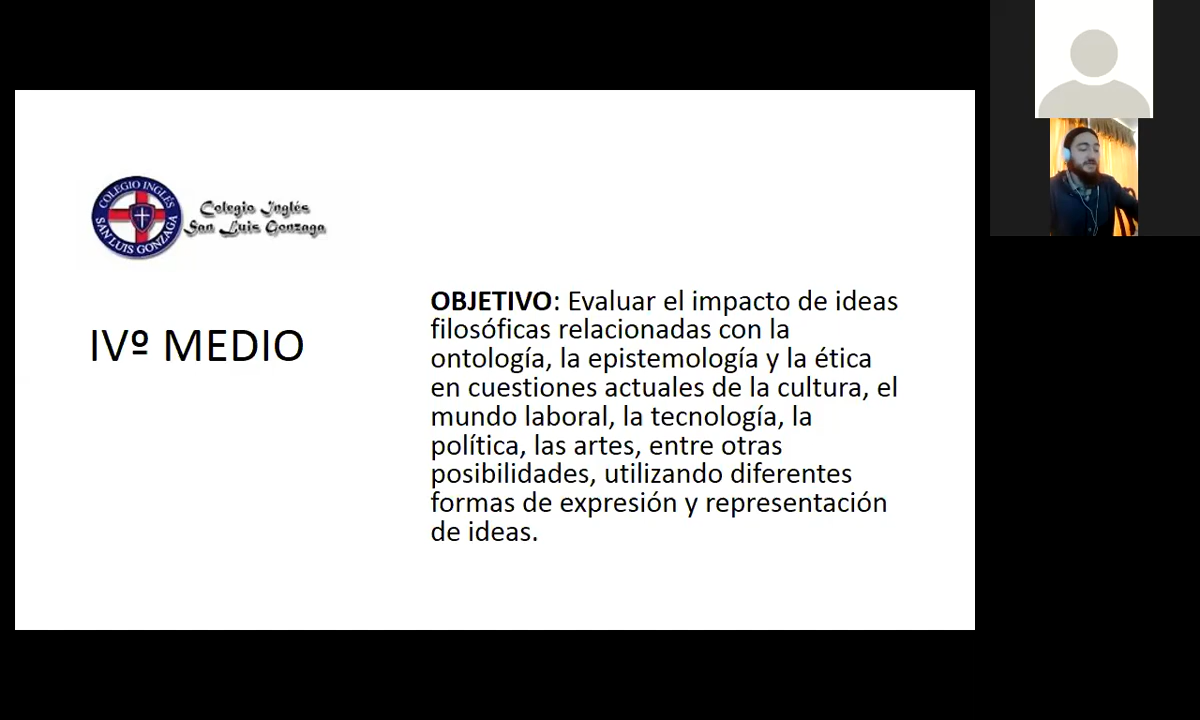 COLEGIO INGLÉS
SAN LUIS GONZAGA
Colegio Inglés
San Luis Gonzaga
IVº MEDIO
OBJETIVO: Evaluar el impacto de ideas
filosóficas relacionadas con la
ontología, la epistemología y la ética
en cuestiones actuales de la cultura, el
mundo laboral, la tecnología, la
política, las artes, entre otras
posibilidades, utilizando diferentes
formas de expresión y representación
de ideas.